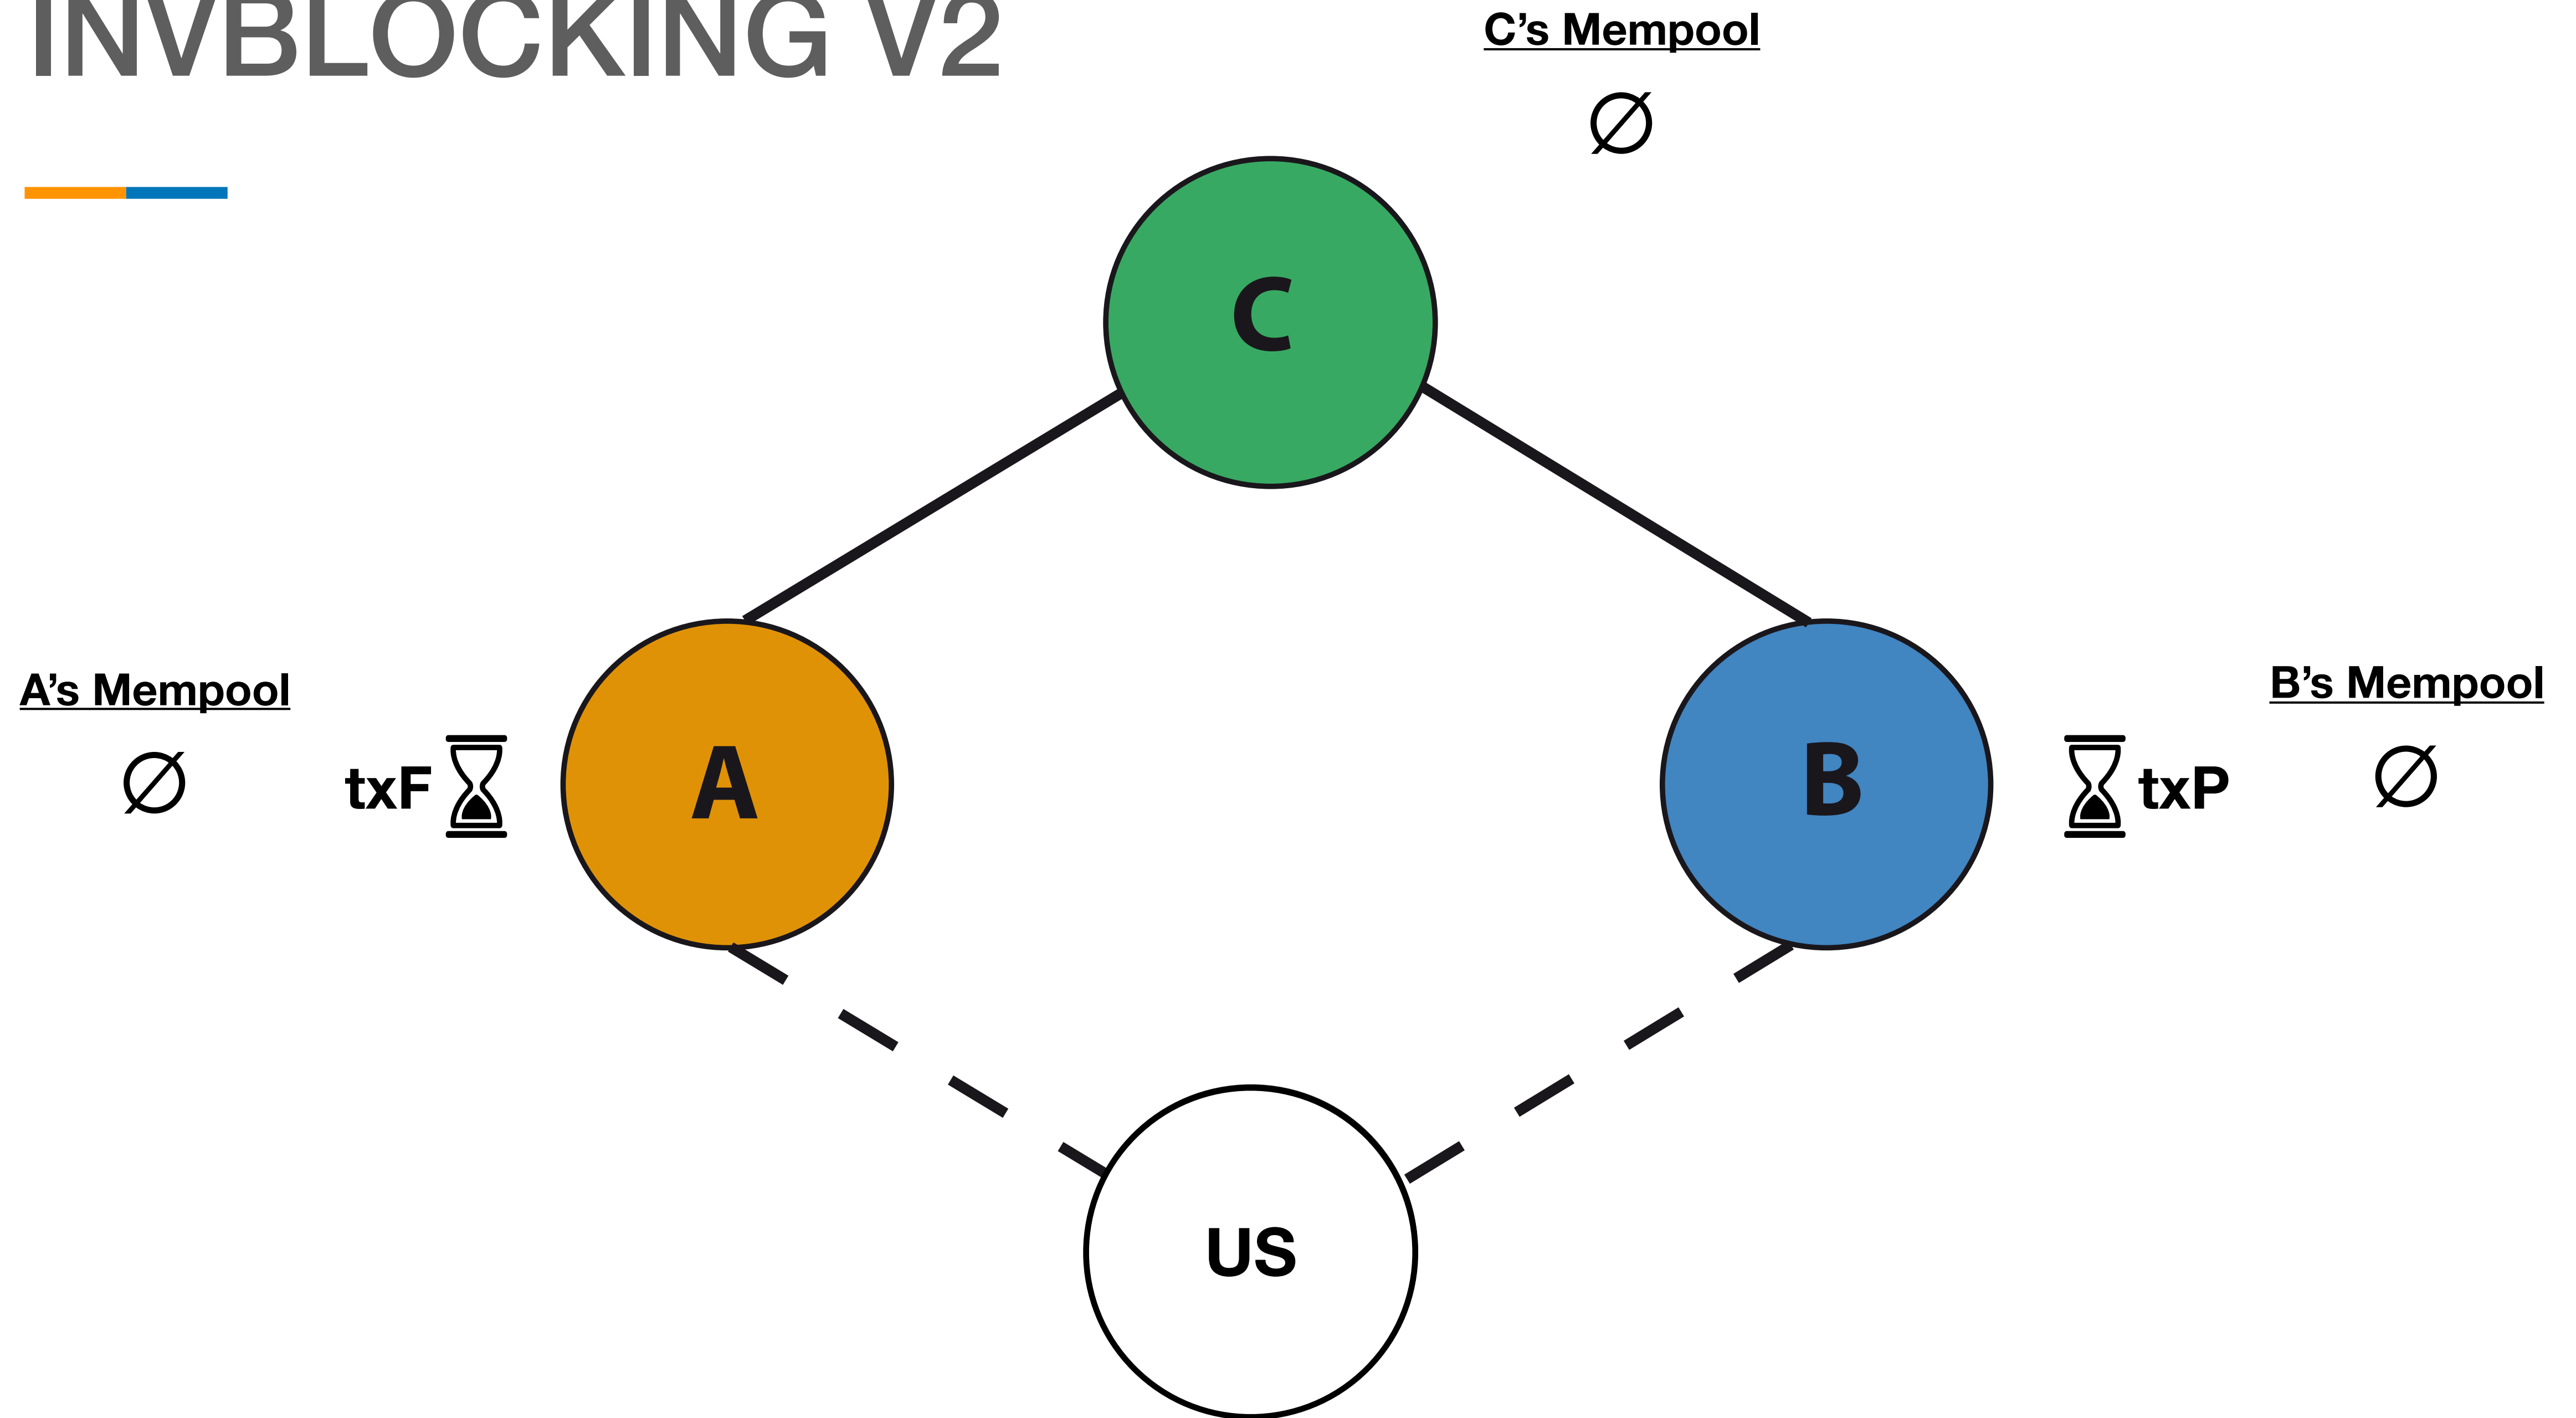 INVBLOCKING V2
C’s Mempool
∅
C
A’s Mempool
∅
txF
A
B
txP
B’s Mempool
∅
US